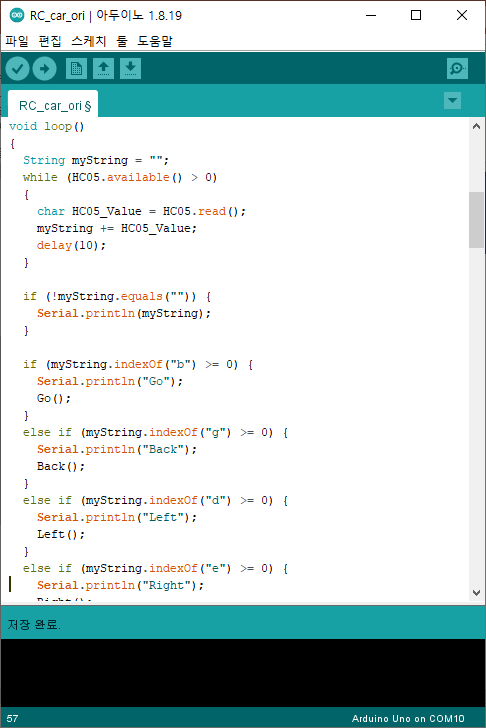 RC_car_ori | 아두이노 1.8.19
파일 편집 스케치 툴 도움말
RC_car_ori §
void loop()
{
  String myString = "";
  while (HC05.available() > 0)
  {
    char HC05_Value = HC05.read();
    myString += HC05_Value;
    delay(10);
  }
  if (!myString.equals("")) {
    Serial.println(myString);
  }
  if (myString.indexOf("b") >= 0) {
    Serial.println("Go");
    Go();
  }
  else if (myString.indexOf("g") >= 0) {
    Serial.println("Back");
    Back();
  }
  else if (myString.indexOf("d") >= 0) {
    Serial.println("Left");
    Left();
  }
  else if (myString.indexOf("e") >= 0) {
    Serial.println("Right");
    Right();
저장 완료.
57 Arduino Uno on COM10